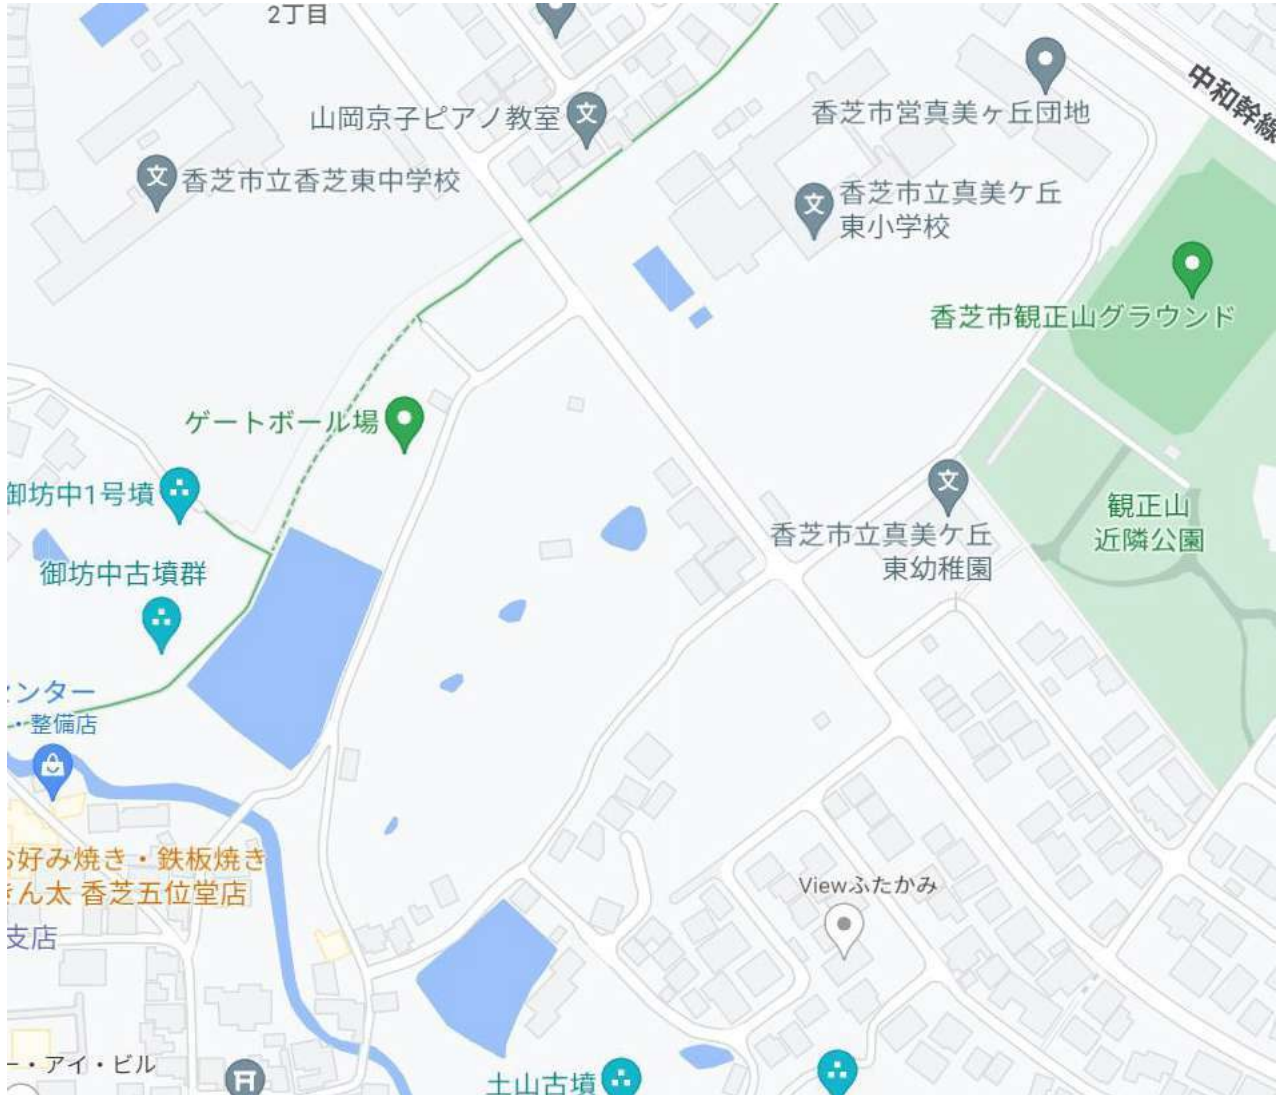 2丁目
中和幹線
山岡京子ピアノ教室
香芝市営真美ヶ丘団地
香芝市立香芝東中学校
香芝市立真美ケ丘
東小学校
香芝市観正山グラウンド
ゲートボール場
御坊中1号墳
観正山
近隣公園
香芝市立真美ケ丘
東幼稚園
御坊中古墳群
センター
・整備店
お好み焼き・鉄板焼き
きん太 香芝五位堂店
Viewふたかみ
支店
ー・アイ・ビル
土山古墳